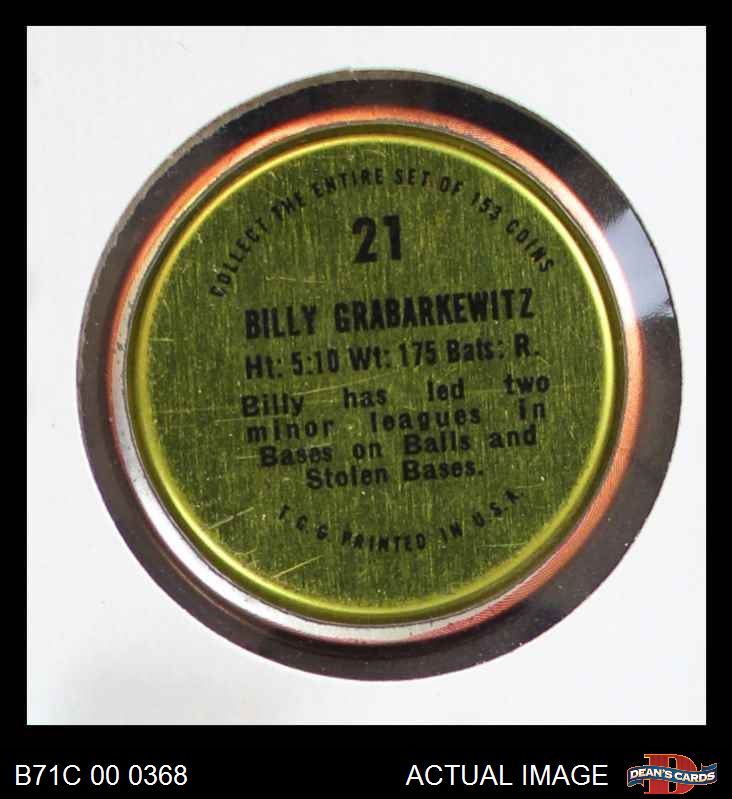 COLLECT THE ENTIRE SET OF 153 COINS
21
BILLY GRABARKEWITZ
Ht: 5:10 Wt: 175 Bats: R.
Billy has led two
minor leagues in
Bases on Balls and
Stolen Bases.
T.C.G. PRINTED IN U.S.A.
B71C 00 0368
ACTUAL IMAGE
D
DEAN'S CARDS